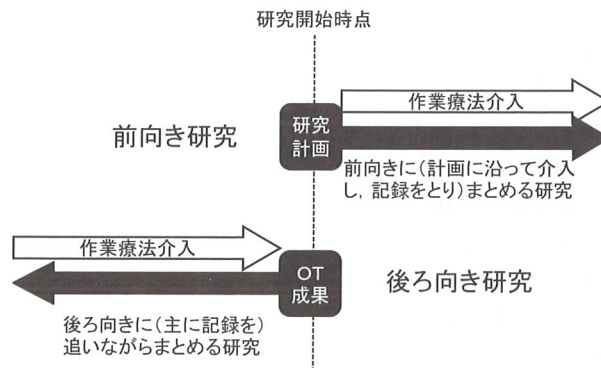 研究開始時点
作業療法介入
前向き研究
研究
計画
前向きに(計画に沿って介入
し，記録をとり)まとめる研究
作業療法介入
OT
成果
後ろ向き研究
後ろ向きに(主に記録を)
追いながらまとめる研究